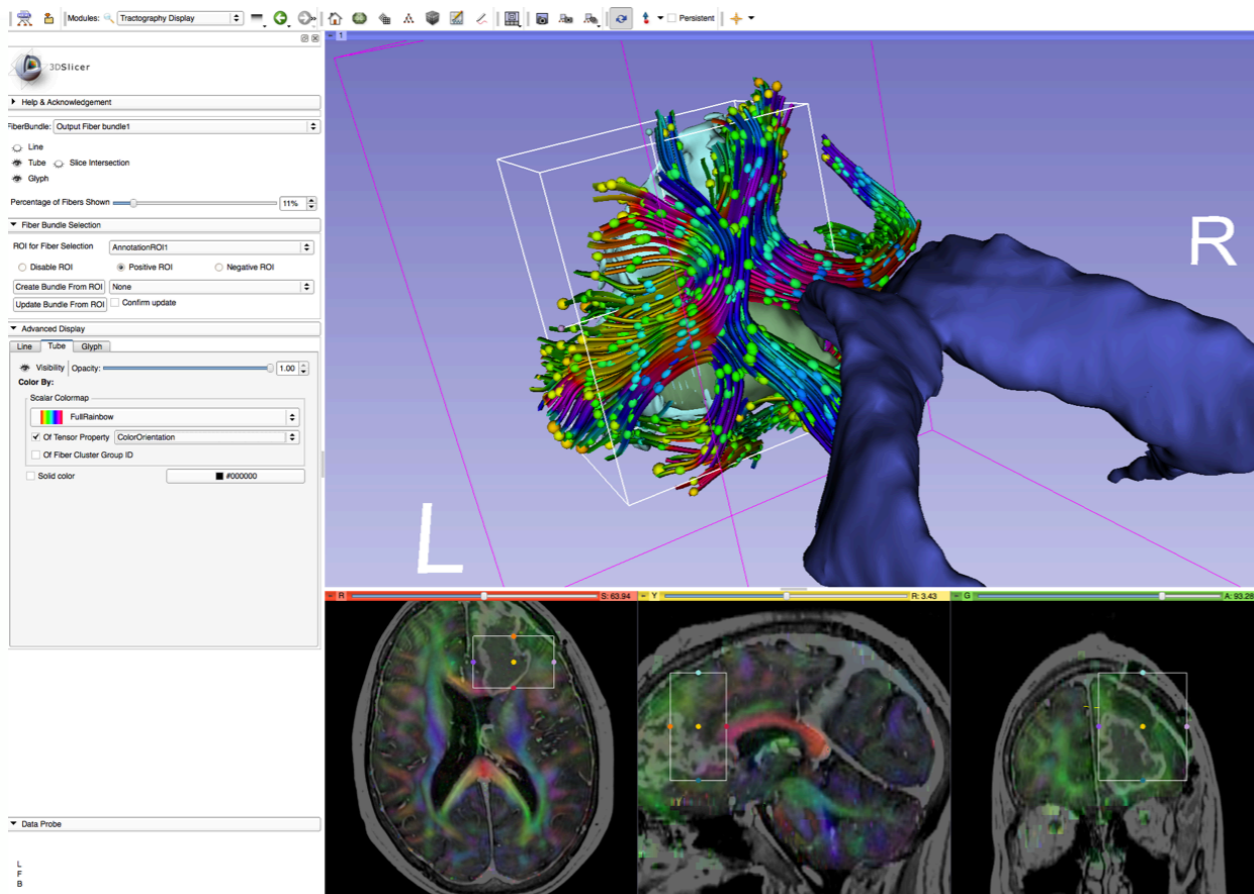 Modules: Tractography Display Persistent
3DSlicer
Help & Acknowledgement
FiberBundle: Output Fiber bundle1
Line
Tube Slice Intersection
Glyph
Percentage of Fibers Shown 11%
Fiber Bundle Selection
ROI for Fiber Selection AnnotationROI1
Disable ROI Positive ROI Negative ROI
Create Bundle From ROI None
Update Bundle From ROI Confirm update
Advanced Display
Line Tube Glyph
Visibility Opacity: 1.00
Color By:
Scalar Colormap
FullRainbow
Of Tensor Property ColorOrientation
Of Fiber Cluster Group ID
Solid color #000000
Data Probe
L
F
B
1
R
L
R S: 63.94
Y R: 3.43
G A: 93.28